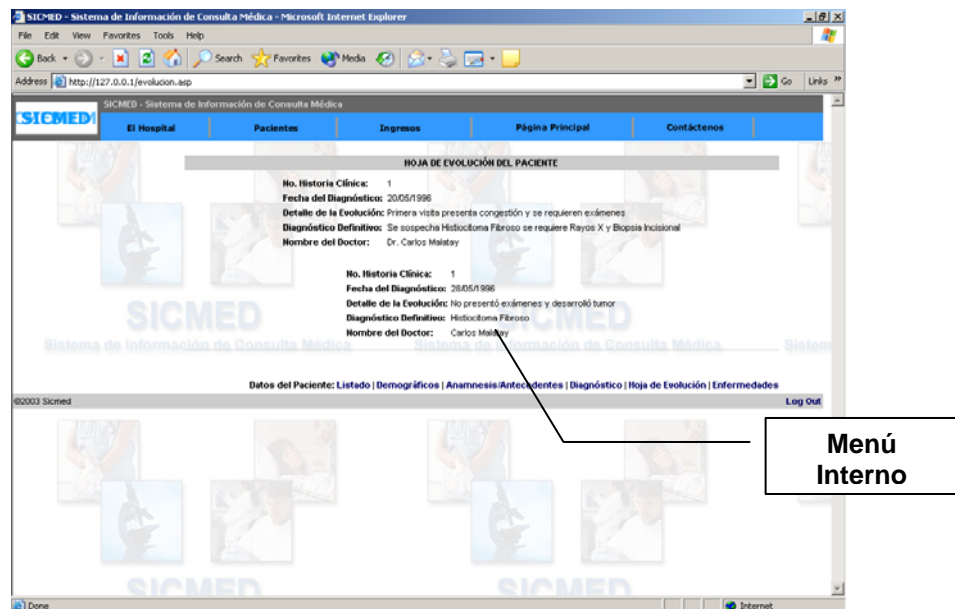 SICMED - Sistema de Información de Consulta Médica - Microsoft Internet Explorer
File Edit View Favorites Tools Help
Back Search Favorites Media
Address http://127.0.0.1/evolucion.asp Go Links »
SICMED - Sistema de Información de Consulta Médica
SICMED
El Hospital Pacientes Ingresos Página Principal Contáctenos
HOJA DE EVOLUCIÓN DEL PACIENTE
No. Historia Clínica: 1
Fecha del Diagnóstico: 20/05/1996
Detalle de la Evolución: Primera visita presenta congestión y se requieren exámenes
Diagnóstico Definitivo: Se sospecha Histiocitoma Fibroso se requiere Rayos X y Biopsia Incisional
Nombre del Doctor: Dr. Carlos Malatay
No. Historia Clínica: 1
Fecha del Diagnóstico: 28/05/1996
Detalle de la Evolución: No presentó exámenes y desarrolló tumor
Diagnóstico Definitivo: Histiocitoma Fibroso
Nombre del Doctor: Carlos Malatay
SICMED SICMED
Sistema de Información de Consulta Médica Sistema de Información de Consulta Médica Sistem
Datos del Paciente: Listado | Demográficos | Anamnesis/Antecedentes | Diagnóstico | Hoja de Evolución | Enfermedades
©2003 Sicmed Log Out
Menú
Interno
SICMED SICMED
Done Internet